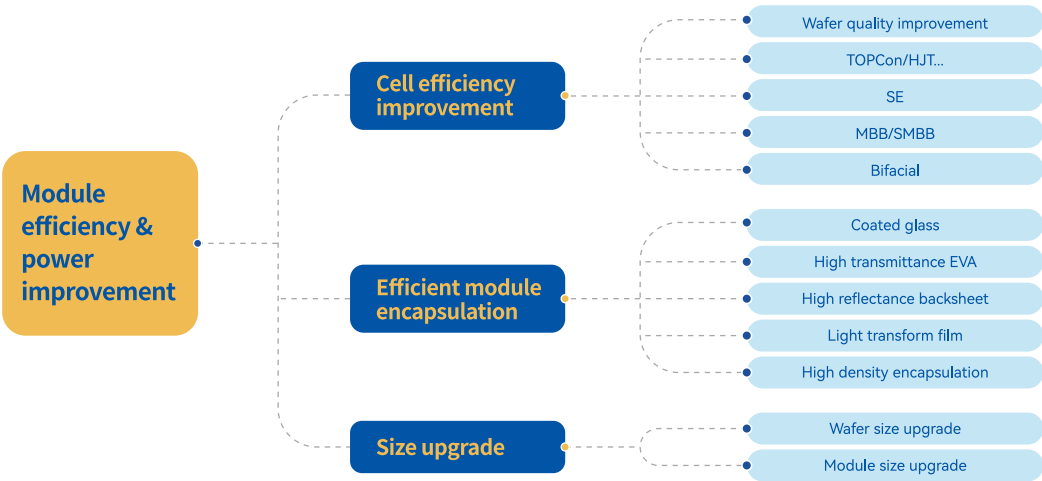 Module
efficiency &
power
improvement
Cell efficiency
improvement
Wafer quality improvement
TOPCon/HJT...
SE
MBB/SMBB
Bifacial
Efficient module
encapsulation
Coated glass
High transmittance EVA
High reflectance backsheet
Light transform film
High density encapsulation
Size upgrade
Wafer size upgrade
Module size upgrade